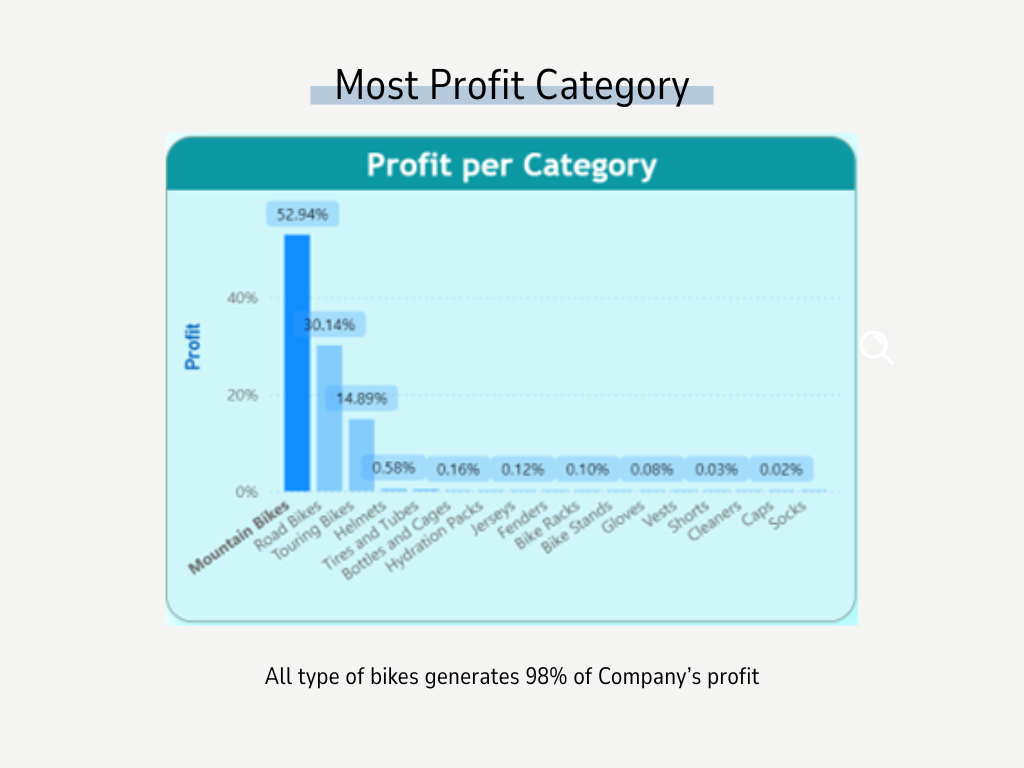 Most Profit Category
Profit per Category
52.94%
40%
30.14%
Profit
20%
14.89%
0.58%
0.16%
0.12%
0.10%
0.08%
0.03%
0.02%
0%
Mountain Bikes
Road Bikes
Touring Bikes
Helmets
Tires and Tubes
Bottles and Cages
Hydration Packs
Jerseys
Fenders
Bike Racks
Bike Stands
Gloves
Vests
Shorts
Cleaners
Caps
Socks
All type of bikes generates 98% of Company’s profit